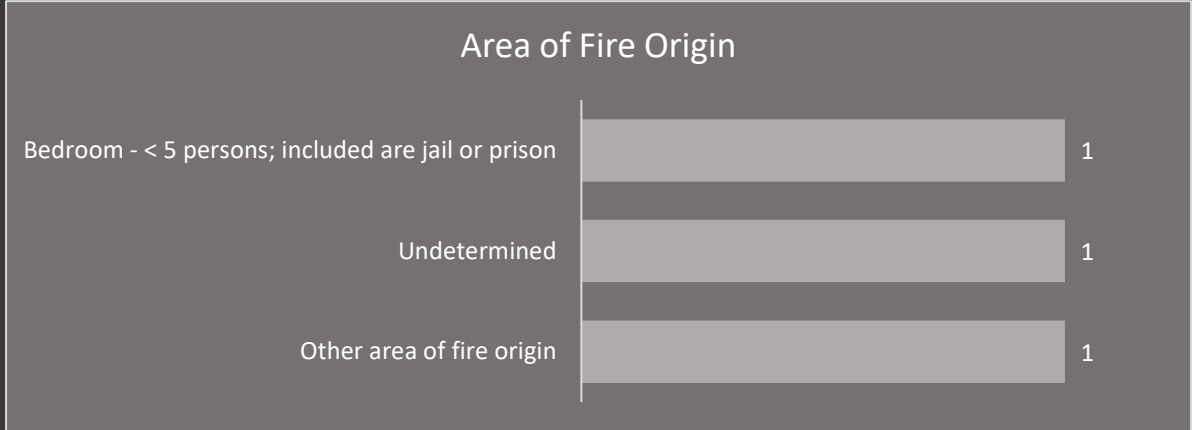 Area of Fire Origin
Bedroom - < 5 persons; included are jail or prison 1
Undetermined 1
Other area of fire origin 1